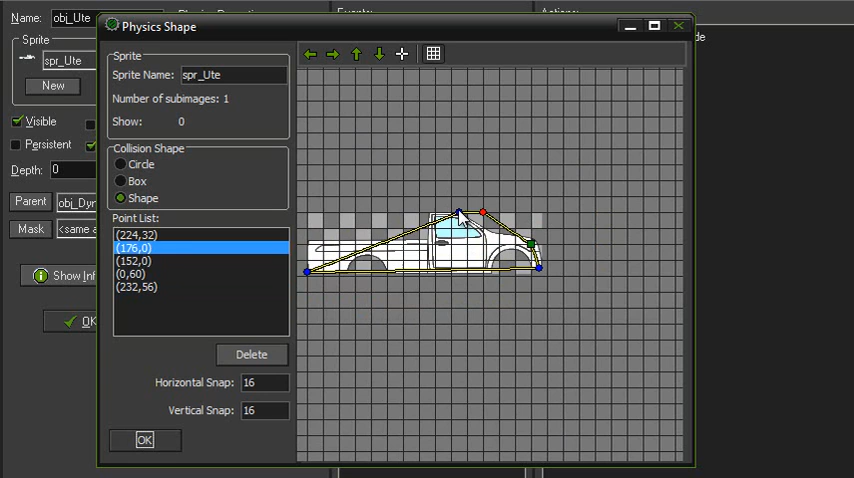 Name: obj_Ute
Sprite
spr_Ute
New
Visible
Persistent
Depth: 0
Parent obj_Dyn
Mask <same a
Show Inf
OK
Physics Shape
Sprite
Sprite Name: spr_Ute
Number of subimages: 1
Show: 0
Collision Shape
Circle
Box
Shape
Point List:
(224,32)
(176,0)
(152,0)
(0,60)
(232,56)
Delete
Horizontal Snap: 16
Vertical Snap: 16
OK
de